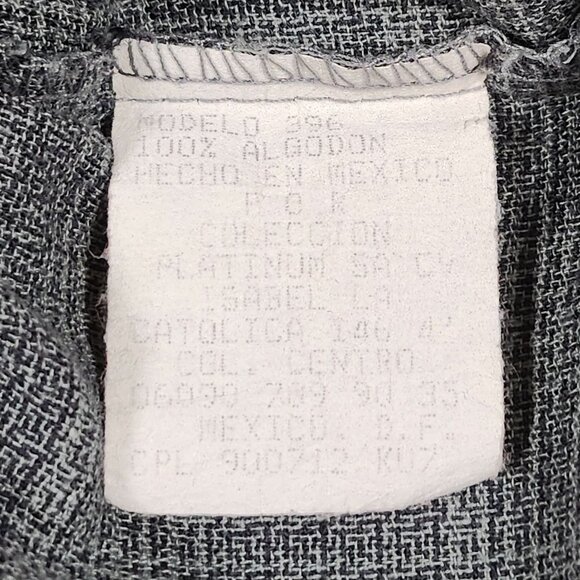 MODELO 396
100% ALGODON
HECHO EN MEXICO
P O R
COLECCION
PLATINUM SA CV
ISABEL LA
CATOLICA 146 4'
COL. CENTRO
06090 709 90 35
MEXICO. D.F.
CPL 900712 KU7